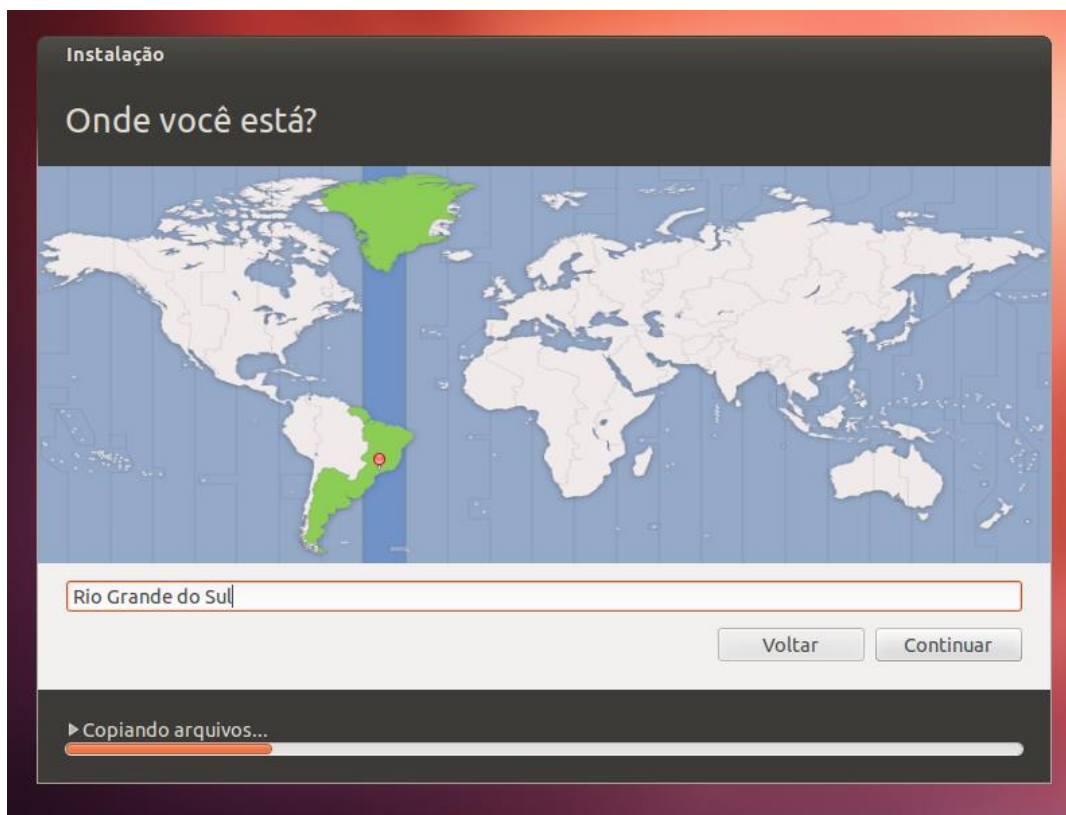 Instalação
Onde você está?
Rio Grande do Sul
Voltar
Continuar
Copiando arquivos...